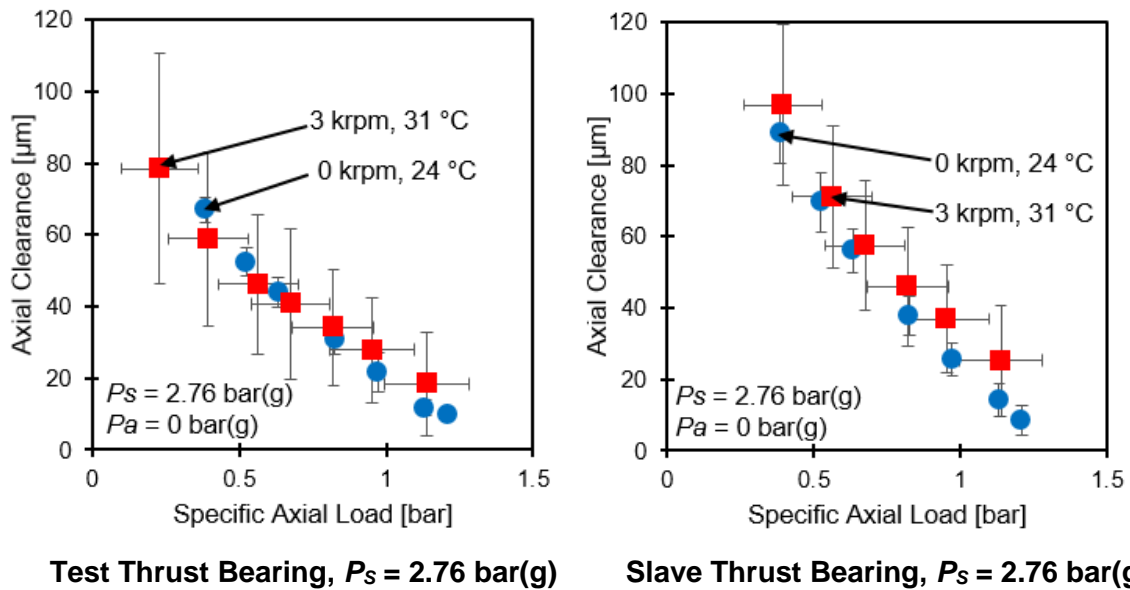 120
100
80
60
40
20
0
Axial Clearance [µm]
3 krpm, 31 °C
0 krpm, 24 °C
Ps = 2.76 bar(g)
Pa = 0 bar(g)
0 0.5 1 1.5
Specific Axial Load [bar]
Test Thrust Bearing, PS = 2.76 bar(g)
120
100
80
60
40
20
0
Axial Clearance [µm]
0 krpm, 24 °C
3 krpm, 31 °C
Ps = 2.76 bar(g)
Pa = 0 bar(g)
0 0.5 1 1.5
Specific Axial Load [bar]
Slave Thrust Bearing, PS = 2.76 bar(g